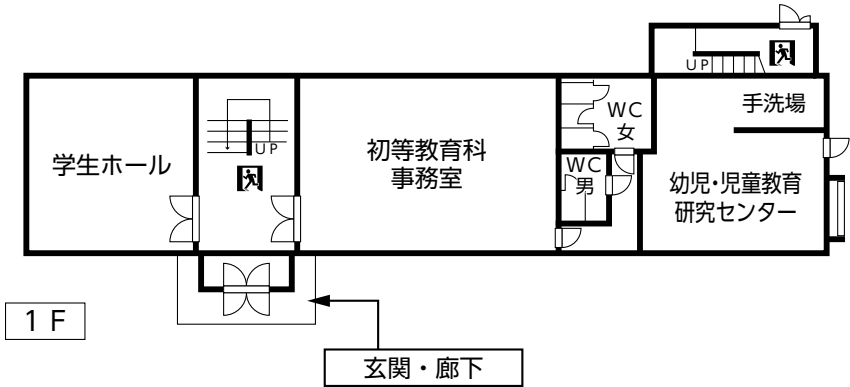 UP
手洗場
学生ホール
UP
初等教育科
事務室
WC
女
WC
男
幼児・児童教育
研究センター
1 F
玄関・廊下